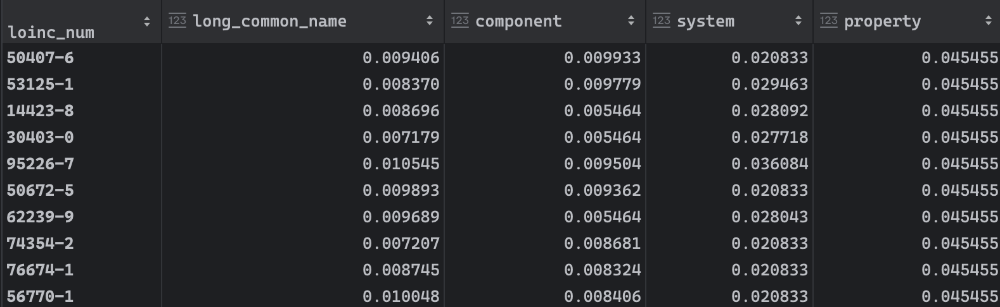 loinc_num 123 long_common_name 123 component 123 system 123 property
50407-6 0.009406 0.009933 0.020833 0.045455
53125-1 0.008370 0.009779 0.029463 0.045455
14423-8 0.008696 0.005464 0.028092 0.045455
30403-0 0.007179 0.005464 0.027718 0.045455
95226-7 0.010545 0.009504 0.036084 0.045455
50672-5 0.009893 0.009362 0.020833 0.045455
62239-9 0.009689 0.005464 0.028043 0.045455
74354-2 0.007207 0.008681 0.020833 0.045455
76674-1 0.008745 0.008324 0.020833 0.045455
56770-1 0.010048 0.008406 0.020833 0.045455